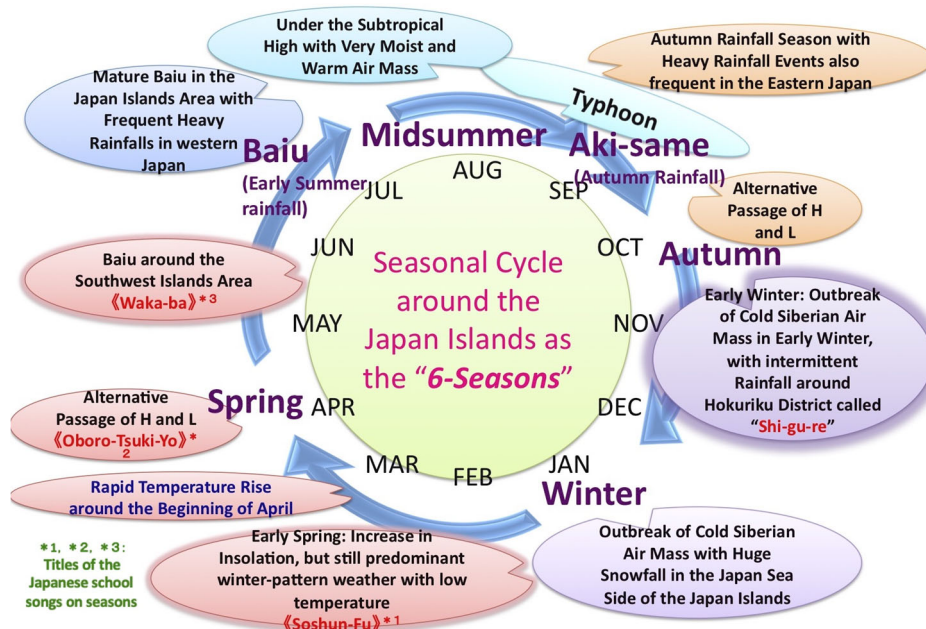 Under the Subtropical
High with Very Moist and
Warm Air Mass
Autumn Rainfall Season with
Heavy Rainfall Events also
frequent in the Eastern Japan
Mature Baiu in the
Japan Islands Area with
Frequent Heavy
Rainfalls in western
Japan
Typhoon
Midsummer
Baiu
(Early Summer
rainfall)
Aki-same
(Autumn Rainfall)
AUG
JUL
SEP
Alternative
Passage of H
and L
JUN
OCT
Autumn
Baiu around the
Southwest Islands Area
《Waka-ba》*3
Seasonal Cycle
around the
Japan Islands as
the “6-Seasons”
MAY
NOV
Early Winter: Outbreak
of Cold Siberian Air
Mass in Early Winter,
with intermittent
Rainfall around
Hokuriku District called
“Shi-gu-re”
Spring
APR
DEC
Alternative
Passage of H and L
《Oboro-Tsuki-Yo》*
2
MAR
FEB
JAN
Winter
Rapid Temperature Rise
around the Beginning of April
Early Spring: Increase in
Insolation, but still predominant
winter-pattern weather with low
temperature
《Soshun-Fu》*1
Outbreak of Cold Siberian
Air Mass with Huge
Snowfall in the Japan Sea
Side of the Japan Islands
*1, *2, *3:
Titles of the
Japanese school
songs on seasons